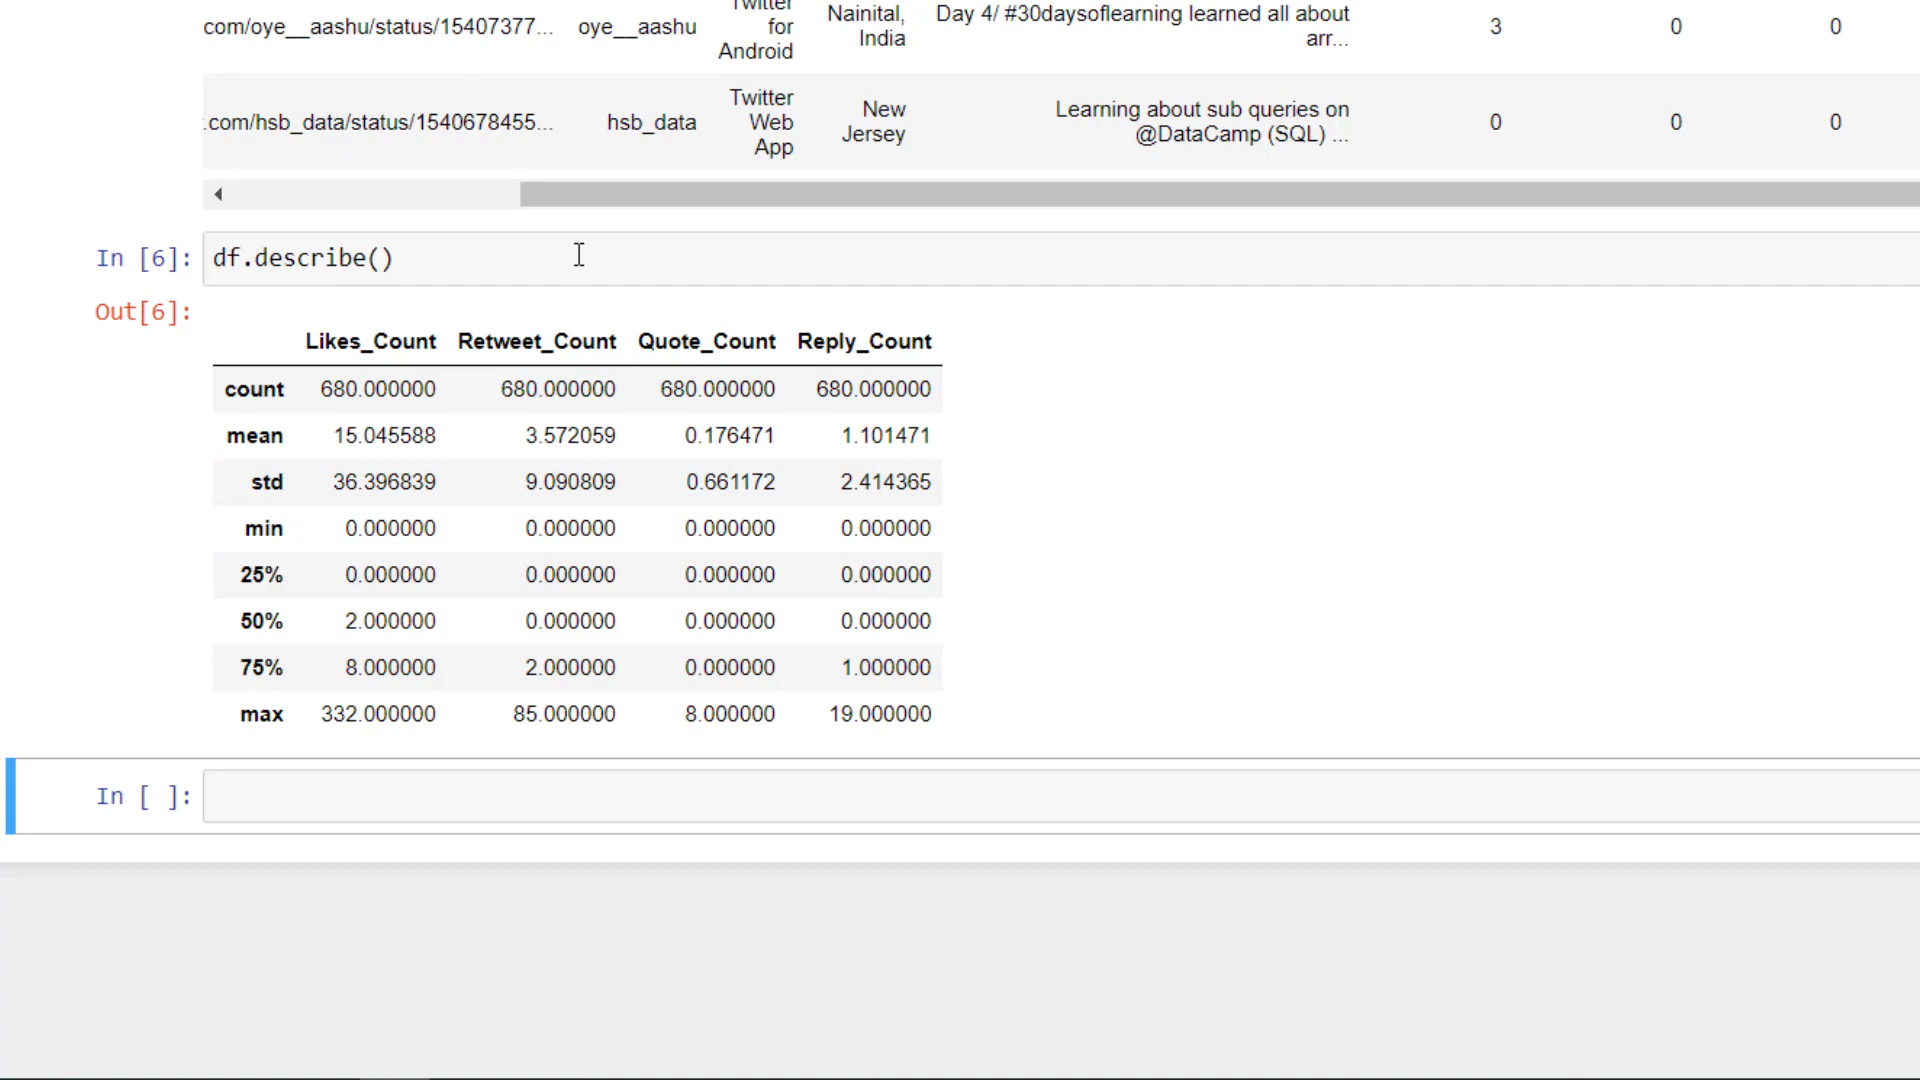 Twitter
for
Android
com/oye__aashu/status/15407377...
oye__aashu
Nainital,
India
Day 4/ #30daysoflearning learned all about
arr...
3 0 0
.com/hsb_data/status/1540678455...
hsb_data
Twitter
Web
App
New
Jersey
Learning about sub queries on
@DataCamp (SQL) ...
0 0 0
In [6]: df.describe()
Out[6]:
Likes_Count Retweet_Count Quote_Count Reply_Count
count 680.000000 680.000000 680.000000 680.000000
mean 15.045588 3.572059 0.176471 1.101471
std 36.396839 9.090809 0.661172 2.414365
min 0.000000 0.000000 0.000000 0.000000
25% 0.000000 0.000000 0.000000 0.000000
50% 2.000000 0.000000 0.000000 0.000000
75% 8.000000 2.000000 0.000000 1.000000
max 332.000000 85.000000 8.000000 19.000000
In [ ]: